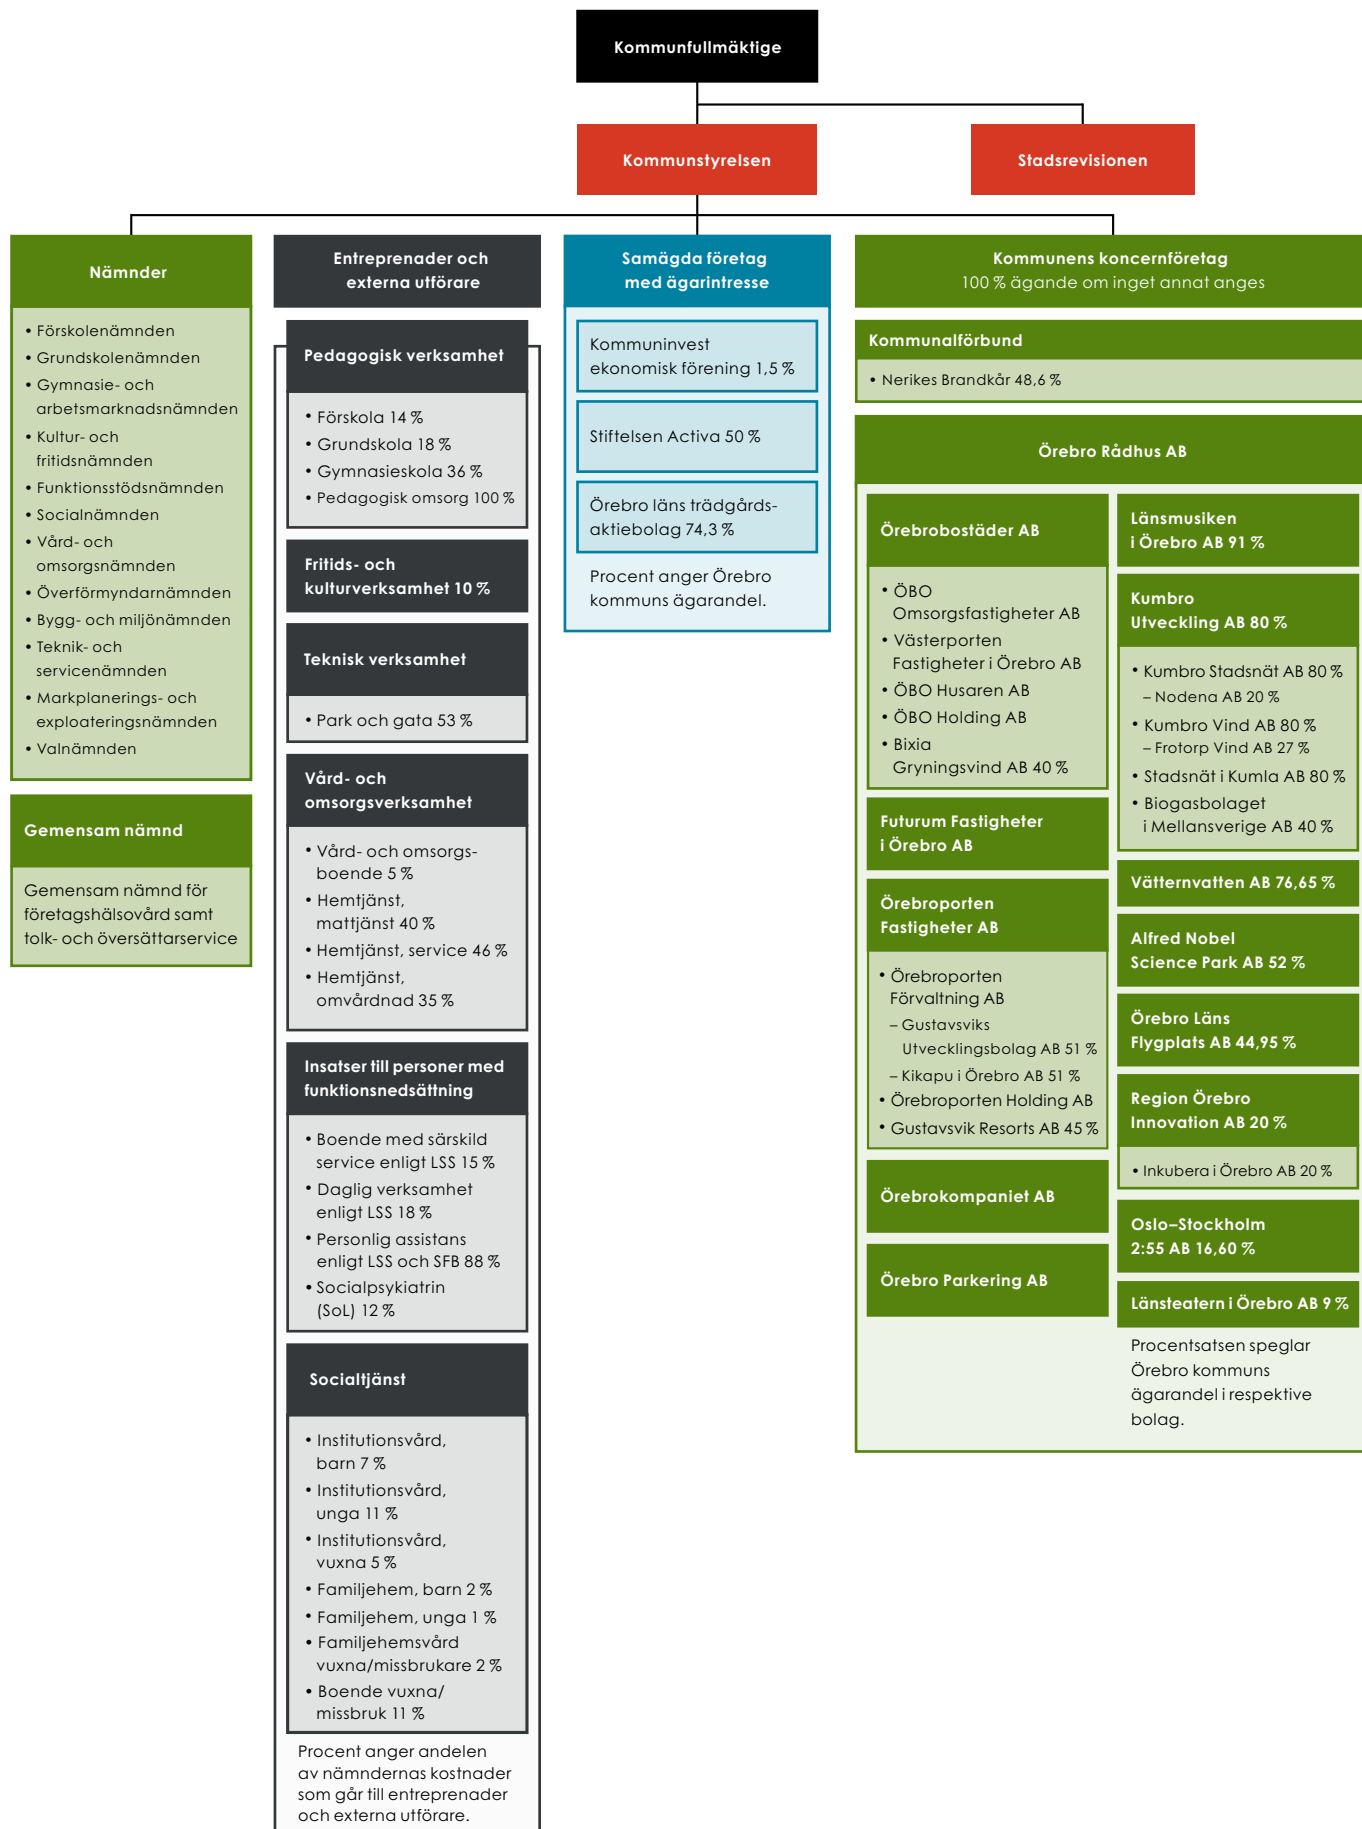 Kommunfullmäktige
Kommunstyrelsen
Stadsrevisionen
Nämnder
• Förskolenämnden
• Grundskolenämnden
• Gymnasie- och
arbetsmarknadsnämnden
• Kultur- och
fritidsnämnden
• Funktionsstödsnämnden
• Socialnämnden
• Vård- och
omsorgsnämnden
• Överförmyndarnämnden
• Bygg- och miljönämnden
• Teknik- och
servicenämnden
• Markplanerings- och
exploateringsnämnden
• Valnämnden
Gemensam nämnd
Gemensam nämnd för
företagshälsovård samt
tolk- och översättarservice
Entreprenader och
externa utförare
Pedagogisk verksamhet
• Förskola 14 %
• Grundskola 18 %
• Gymnasieskola 36 %
• Pedagogisk omsorg 100 %
Fritids- och
kulturverksamhet 10 %
Teknisk verksamhet
• Park och gata 53 %
Vård- och
omsorgsverksamhet
• Vård- och omsorgs-
boende 5 %
• Hemtjänst,
mattjänst 40 %
• Hemtjänst, service 46 %
• Hemtjänst,
omvårdnad 35 %
Insatser till personer med
funktionsnedsättning
• Boende med särskild
service enligt LSS 15 %
• Daglig verksamhet
enligt LSS 18 %
• Personlig assistans
enligt LSS och SFB 88 %
• Socialpsykiatrin
(SoL) 12 %
Socialtjänst
• Institutionsvård,
barn 7 %
• Institutionsvård,
unga 11 %
• Institutionsvård,
vuxna 5 %
• Familjehem, barn 2 %
• Familjehem, unga 1 %
• Familjehemsvård
vuxna/missbrukare 2 %
• Boende vuxna/
missbruk 11 %
Procent anger andelen
av nämndernas kostnader
som går till entreprenader
och externa utförare.
Samägda företag
med ägarintresse
Kommuninvest
ekonomisk förening 1,5 %
Stiftelsen Activa 50 %
Örebro läns trädgårds-
aktiebolag 74,3 %
Procent anger Örebro
kommuns ägarandel.
Kommunens koncernföretag
100 % ägande om inget annat anges
Kommunalförbund
• Nerikes Brandkår 48,6 %
Örebro Rådhus AB
Örebrobostäder AB
• ÖBO
Omsorgsfastigheter AB
• Västerporten
Fastigheter i Örebro AB
• ÖBO Husaren AB
• ÖBO Holding AB
• Bixia
Gryningsvind AB 40 %
Futurum Fastigheter
i Örebro AB
Örebroporten
Fastigheter AB
• Örebroporten
Förvaltning AB
– Gustavsviks
Utvecklingsbolag AB 51 %
– Kikapu i Örebro AB 51 %
• Örebroporten Holding AB
• Gustavsvik Resorts AB 45 %
Örebrokompaniet AB
Örebro Parkering AB
Länsmusiken
i Örebro AB 91 %
Kumbro
Utveckling AB 80 %
• Kumbro Stadsnät AB 80 %
– Nodena AB 20 %
• Kumbro Vind AB 80 %
– Frotorp Vind AB 27 %
• Stadsnät i Kumla AB 80 %
• Biogasbolaget
i Mellansverige AB 40 %
Vätternvatten AB 76,65 %
Alfred Nobel
Science Park AB 52 %
Örebro Läns
Flygplats AB 44,95 %
Region Örebro
Innovation AB 20 %
• Inkubera i Örebro AB 20 %
Oslo–Stockholm
2:55 AB 16,60 %
Länsteatern i Örebro AB 9 %
Procentsatsen speglar
Örebro kommuns
ägarandel i respektive
bolag.